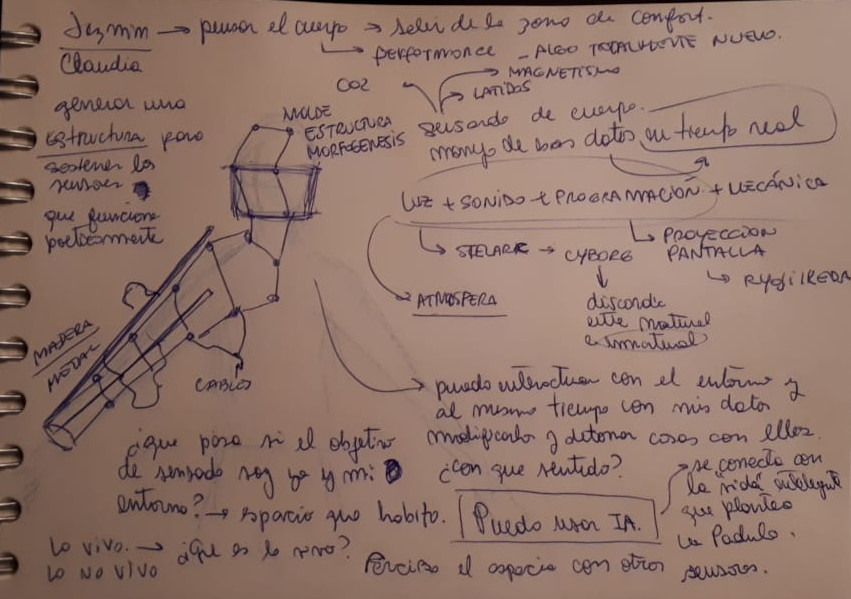 Jazmin → pensar el cuerpo → salir de la zona de confort.
Claudia
↳ performance - ALGO TOTALMENTE NUEVO.
CO2
→ MAGNETISMO
→ LATIDOS
generar una
estructura para
sostener los
sensores
que funcione
poéticamente
MOLDE
ESTRUCTURA
MORFOGENESIS
sensado de cuerpo.
manejo de esos datos en tiempo real
LUZ + SONIDO + PROGRAMACIÓN + MECÁNICA
↳ STELARK → CYBORG
↳ PROYECCION
PANTALLA
↳ RYOJI IKEDA
→ ATMOSFERA
↓
entre natural
e innatural
MADERA
CABLES
→ puedo interactuar con el entorno y
al mismo tiempo con mis datos
modificarlos y detonar cosas con ellos.
¿que pasa si el objetivo
de sensado soy yo y mi
entorno? → espacio que habito.
¿con que sentido?
Puedo usar IA.
→ se conecta con
la "vida" inteligente
que plantea
La Padula.
Lo vivo. → ¿Que es lo vivo?
LO NO VIVO
Percibo el espacio con otros sensores.